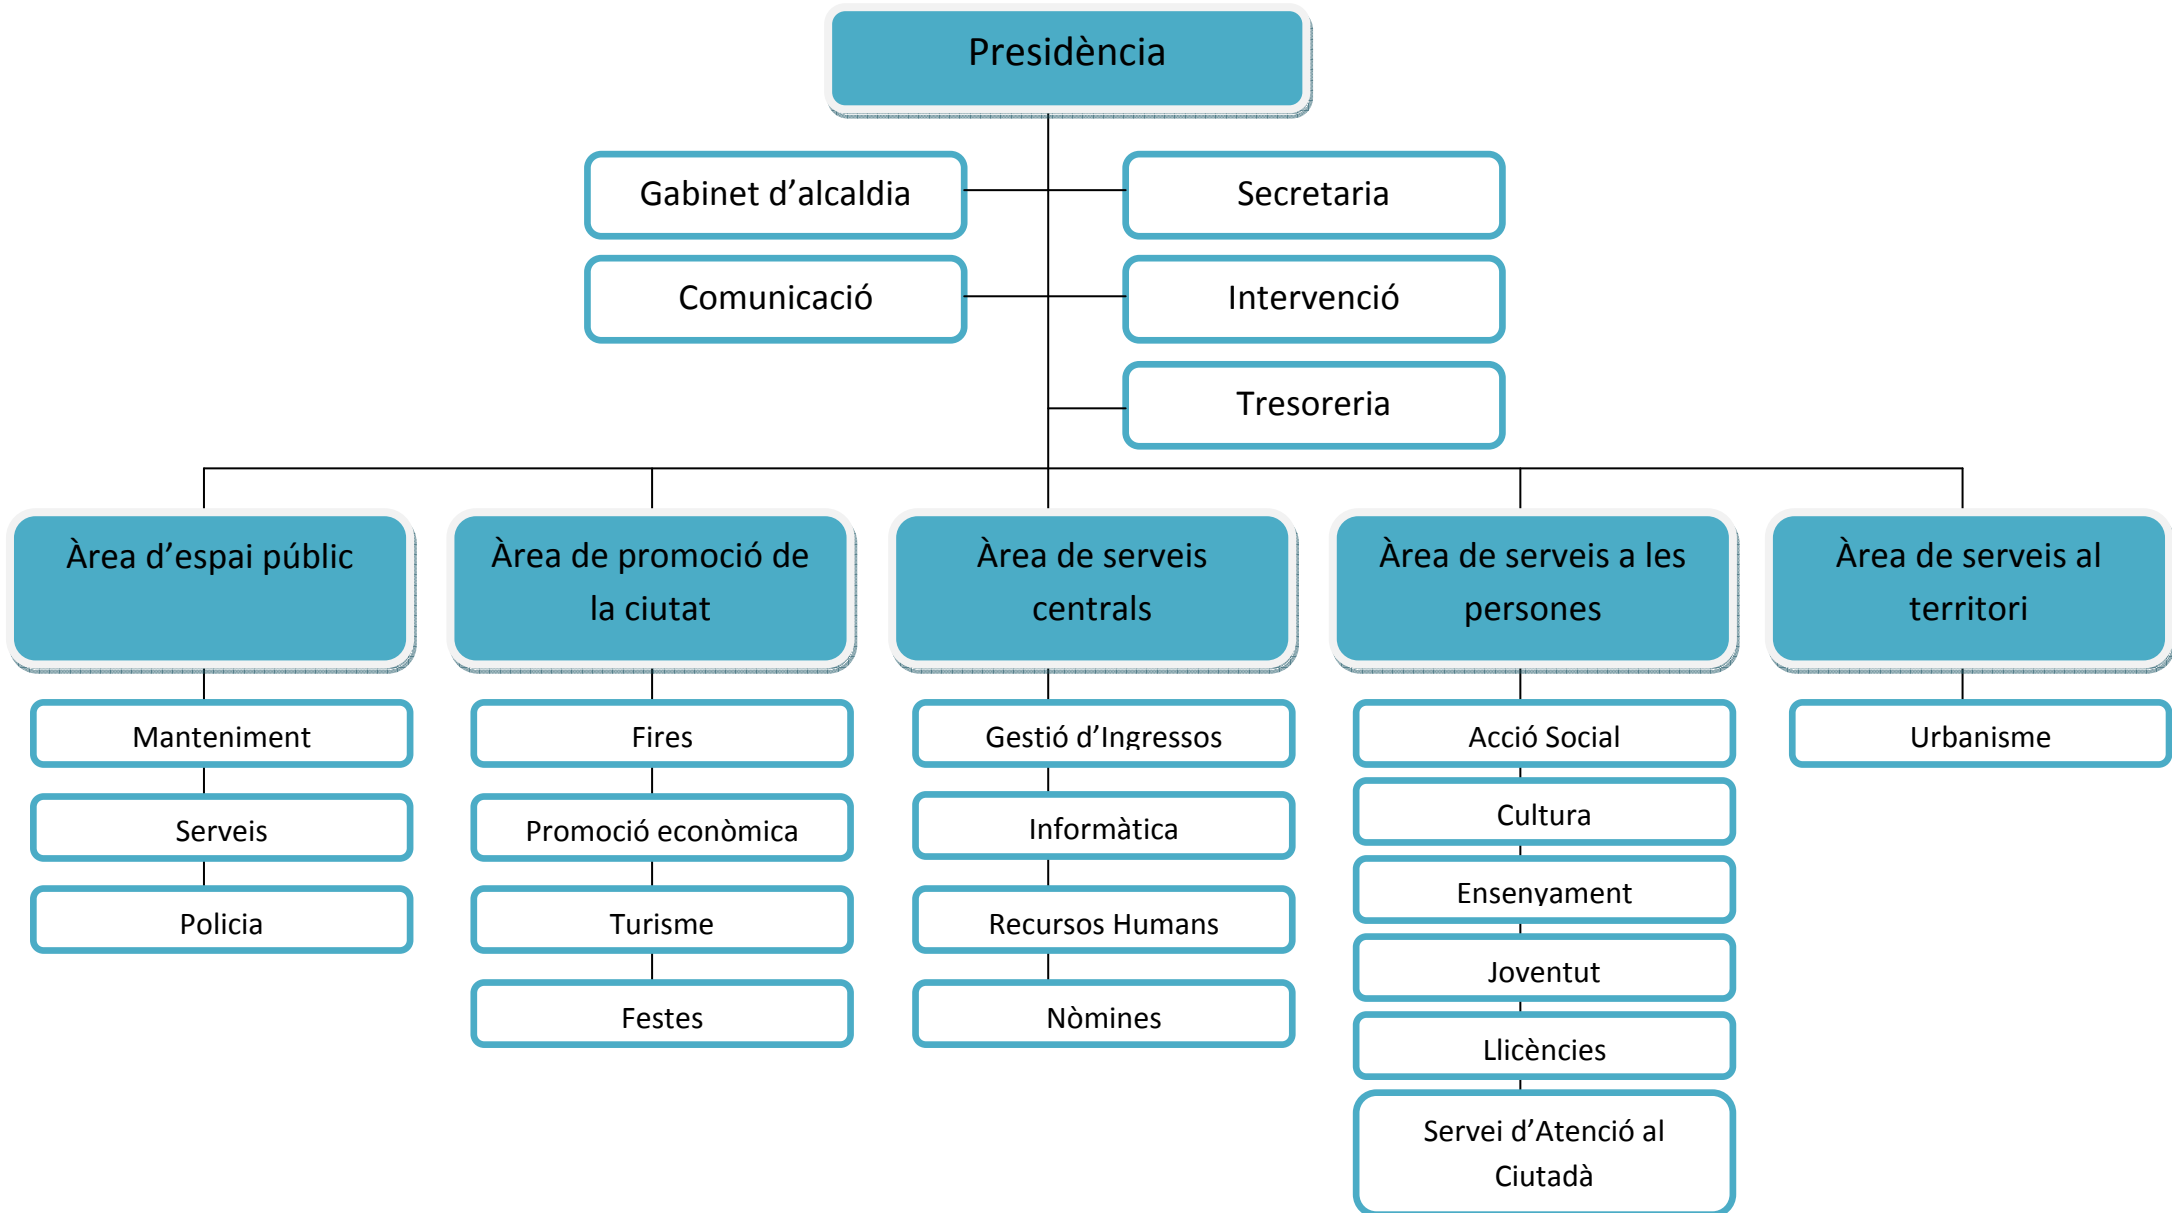 Presidència
Gabinet d’alcaldia
Secretaria
Comunicació
Intervenció
Tresoreria
Àrea d’espai públic
Àrea de promoció de
la ciutat
Àrea de serveis
centrals
Àrea de serveis a les
persones
Àrea de serveis al
territori
Manteniment
Serveis
Policia
Fires
Promoció econòmica
Turisme
Festes
Gestió d’Ingressos
Informàtica
Recursos Humans
Nòmines
Acció Social
Cultura
Ensenyament
Joventut
Llicències
Servei d’Atenció al
Ciutadà
Urbanisme